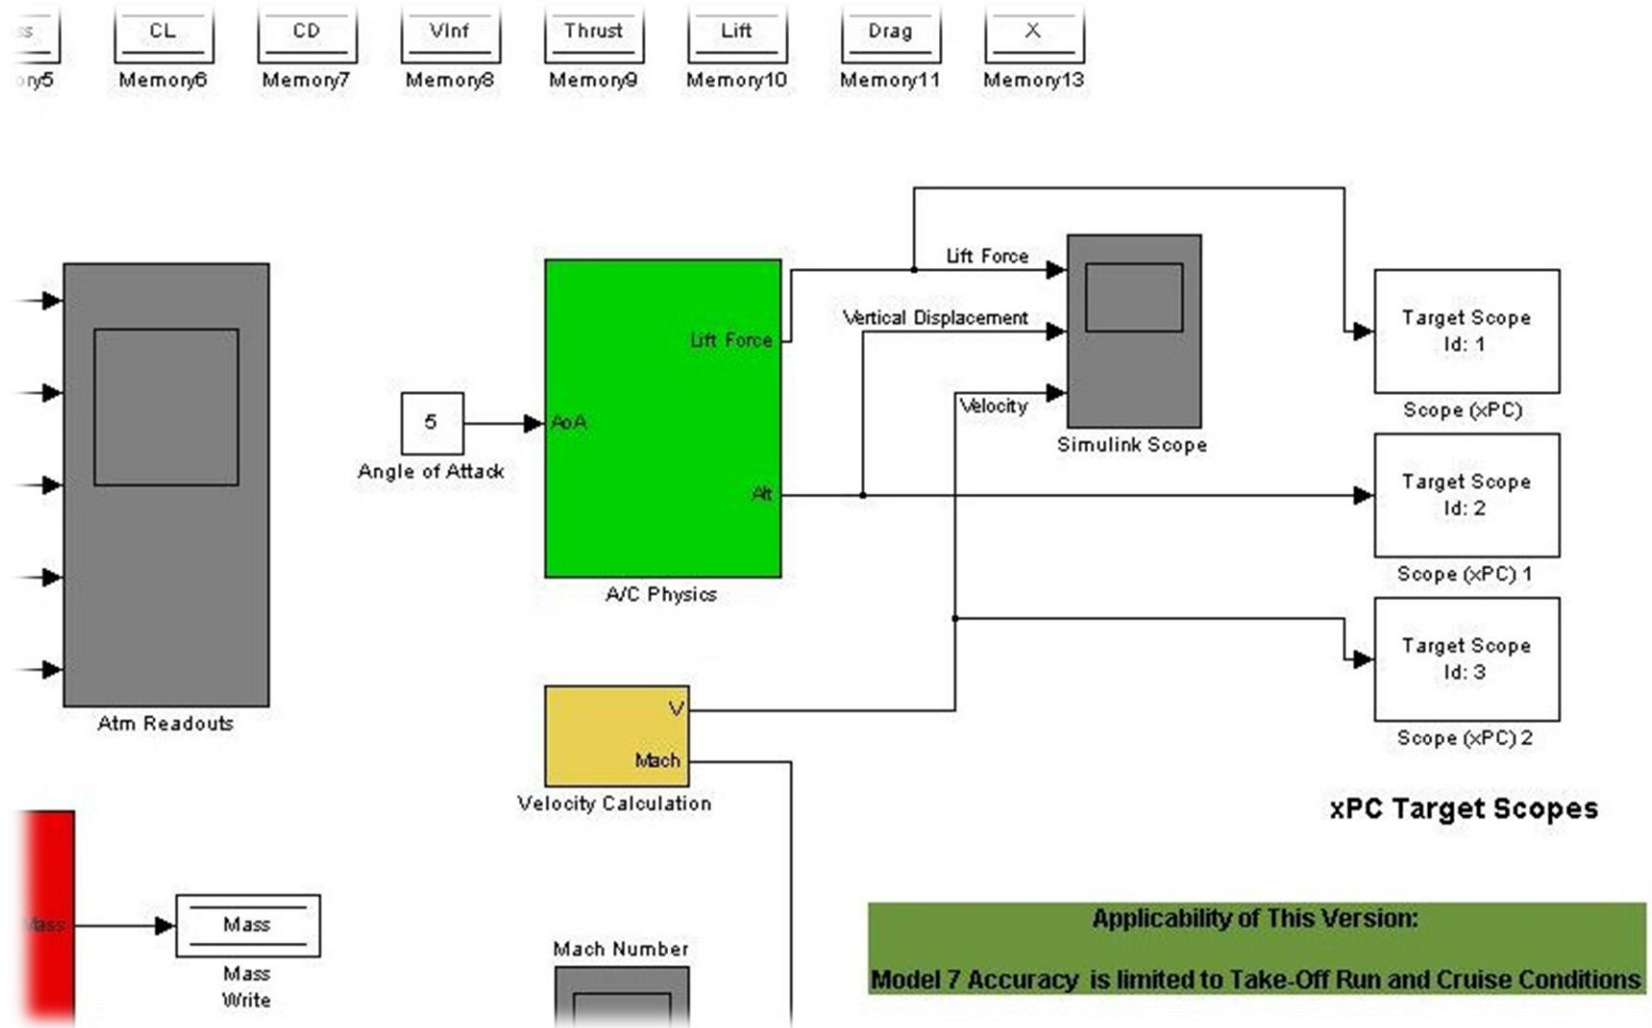 CL
CD
VInf
Thrust
Lift
Drag
X
Memory6
Memory7
Memory8
Memory9
Memory10
Memory11
Memory13
Lift Force
Vertical Displacement
Velocity
Simulink Scope
Target Scope
Id: 1
Scope (xPC)
Target Scope
Id: 2
Scope (xPC) 1
Target Scope
Id: 3
Scope (xPC) 2
xPC Target Scopes
Lift Force
AoA
Alt
A/C Physics
5
Angle of Attack
Atm Readouts
V
Mach
Velocity Calculation
Mass
Mass
Mass
Write
Mach Number
Applicability of This Version:
Model 7 Accuracy is limited to Take-Off Run and Cruise Conditions